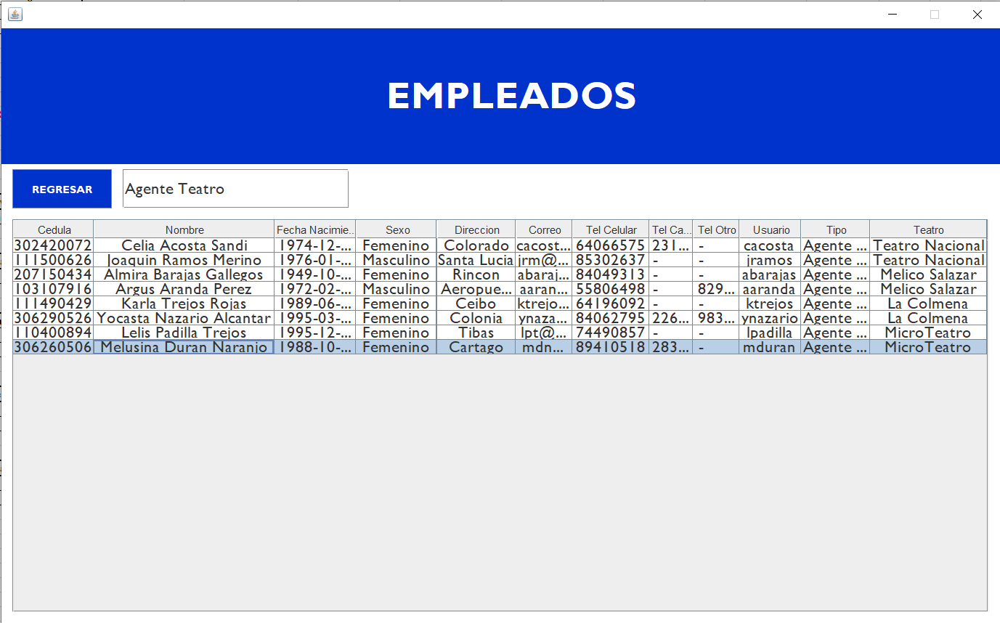 EMPLEADOS
REGRESAR Agente Teatro
Cedula Nombre Fecha Nacimie.. Sexo Direccion Correo Tel Celular Tel Ca... Tel Otro Usuario Tipo Teatro
302420072 Celia Acosta Sandi 1974-12-... Femenino Colorado cacost... 64066575 231... - cacosta Agente ... Teatro Nacional
111500626 Joaquin Ramos Merino 1976-01-... Masculino Santa Lucia jrm@... 85302637 - - jramos Agente ... Teatro Nacional
207150434 Almira Barajas Gallegos 1949-10-... Femenino Rincon abaraj... 84049313 - - abarajas Agente ... Melico Salazar
103107916 Argus Aranda Perez 1972-02-... Masculino Aeropue... aaran... 55806498 - 829... aaranda Agente ... Melico Salazar
111490429 Karla Trejos Rojas 1989-06-... Femenino Ceibo ktrejo... 64196092 - - ktrejos Agente ... La Colmena
306290526 Yocasta Nazario Alcantar 1995-03-... Femenino Colonia ynaza... 84062795 226... 983... ynazario Agente ... La Colmena
110400894 Lelis Padilla Trejos 1995-12-... Femenino Tibas lpt@... 74490857 - - lpadilla Agente ... MicroTeatro
306260506 Melusina Duran Naranjo 1988-10-... Femenino Cartago mdn... 89410518 283... - mduran Agente ... MicroTeatro